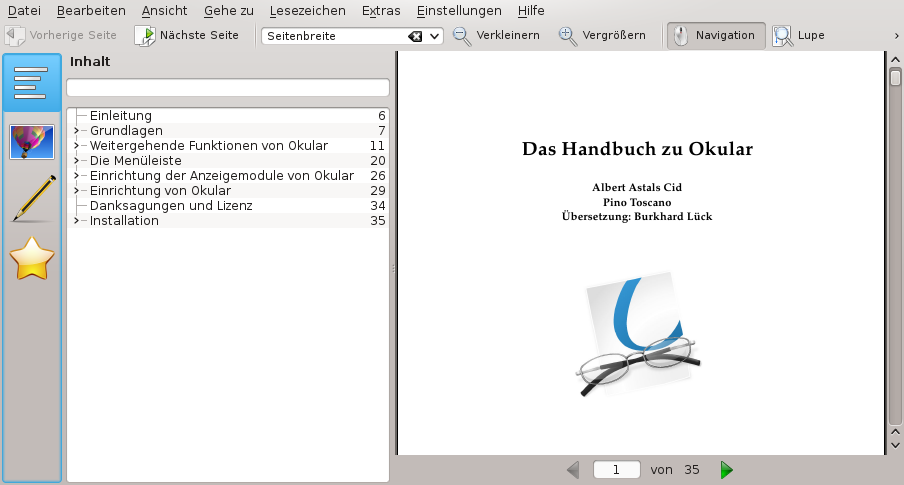 Datei Bearbeiten Ansicht Gehe zu Lesezeichen Extras Einstellungen Hilfe
Vorherige Seite Nächste Seite Seitenbreite Verkleinern Vergrößern Navigation Lupe
Inhalt
Einleitung 6
Grundlagen 7
Weitergehende Funktionen von Okular 11
Die Menüleiste 20
Einrichtung der Anzeigemodule von Okular 26
Einrichtung von Okular 29
Danksagungen und Lizenz 34
Installation 35
Das Handbuch zu Okular
Albert Astals Cid
Pino Toscano
Übersetzung: Burkhard Lück
1 von 35